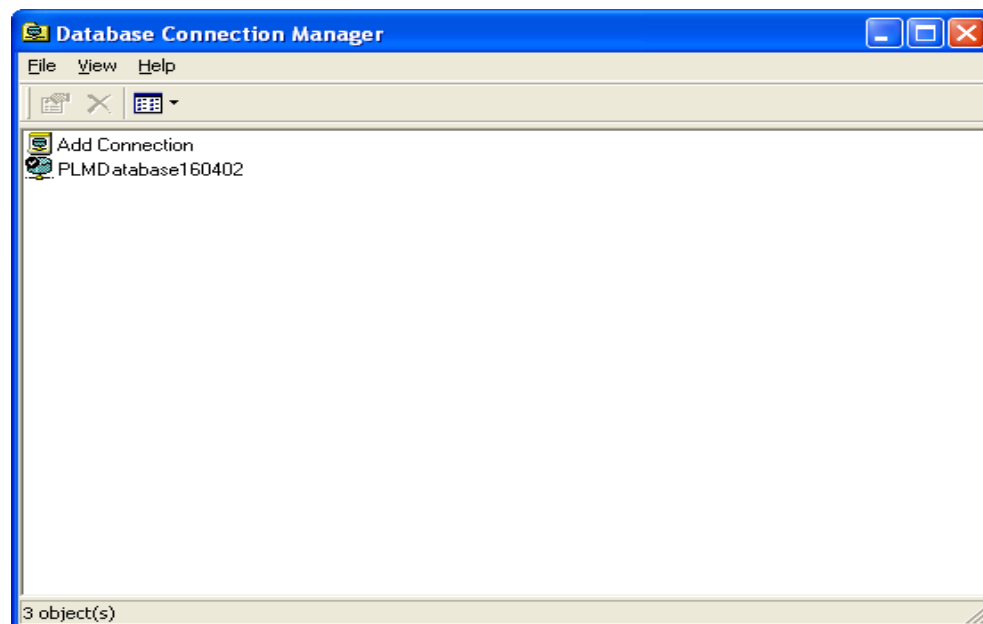 Database Connection Manager
File View Help
Add Connection
PLMDatabase160402
3 object(s)